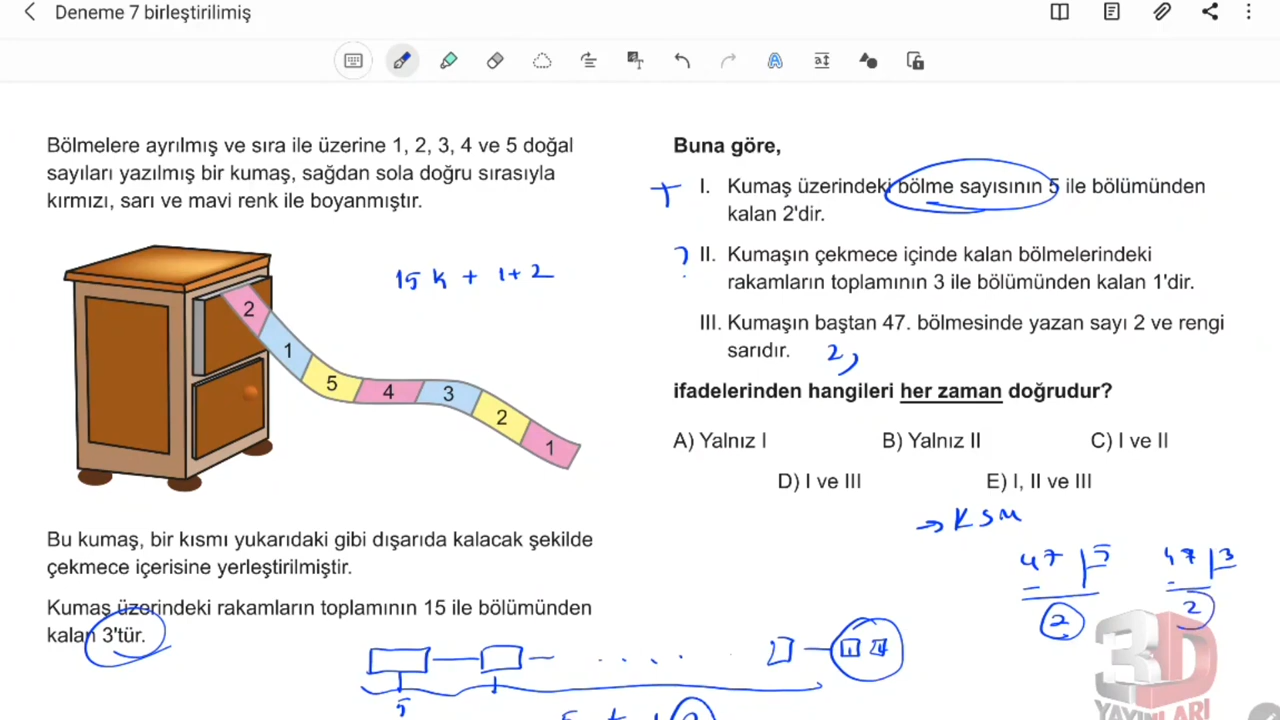 Deneme 7 birleştirilmiş
Bölmelere ayrılmış ve sıra ile üzerine 1, 2, 3, 4 ve 5 doğal
sayıları yazılmış bir kumaş, sağdan sola doğru sırasıyla
kırmızı, sarı ve mavi renk ile boyanmıştır.
15k + 1+2
2
1
5
4
3
2
1
Bu kumaş, bir kısmı yukarıdaki gibi dışarıda kalacak şekilde
çekmece içerisine yerleştirilmiştir.
Kumaş üzerindeki rakamların toplamının 15 ile bölümünden
kalan 3'tür.
5
Buna göre,
+ I. Kumaş üzerindeki bölme sayısının 5 ile bölümünden
kalan 2'dir.
? II. Kumaşın çekmece içinde kalan bölmelerindeki
rakamların toplamının 3 ile bölümünden kalan 1'dir.
III. Kumaşın baştan 47. bölmesinde yazan sayı 2 ve rengi
sarıdır.
2,
ifadelerinden hangileri her zaman doğrudur?
A) Yalnız I B) Yalnız II C) I ve II
D) I ve III E) I, II ve III
→ KSM
47 5
2
47 3
2
3D
YAYINLARI